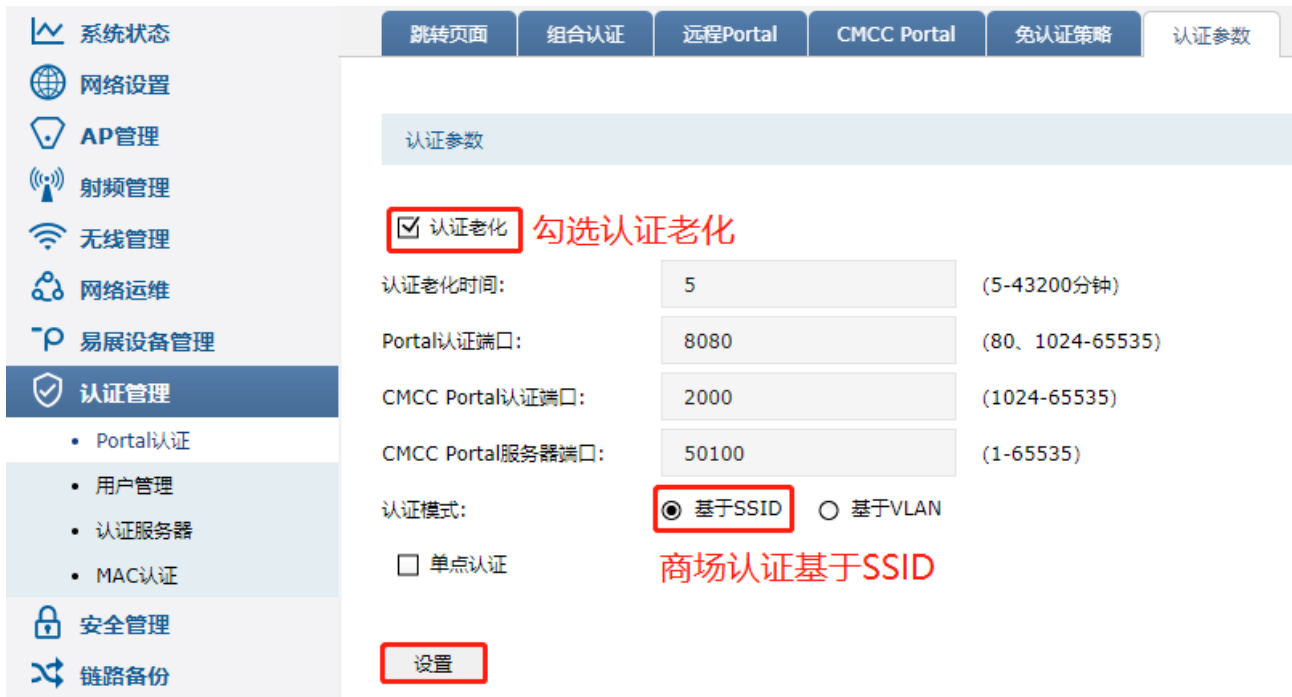 系统状态
网络设置
AP管理
射频管理
无线管理
网络运维
易展设备管理
认证管理
• Portal认证
• 用户管理
• 认证服务器
• MAC认证
安全管理
链路备份
跳转页面 组合认证 远程Portal CMCC Portal 免认证策略 认证参数
认证参数
认证老化 勾选认证老化
认证老化时间: 5 (5-43200分钟)
Portal认证端口: 8080 (80、1024-65535)
CMCC Portal认证端口: 2000 (1024-65535)
CMCC Portal服务器端口: 50100 (1-65535)
认证模式: 基于SSID 基于VLAN
单点认证 商场认证基于SSID
设置